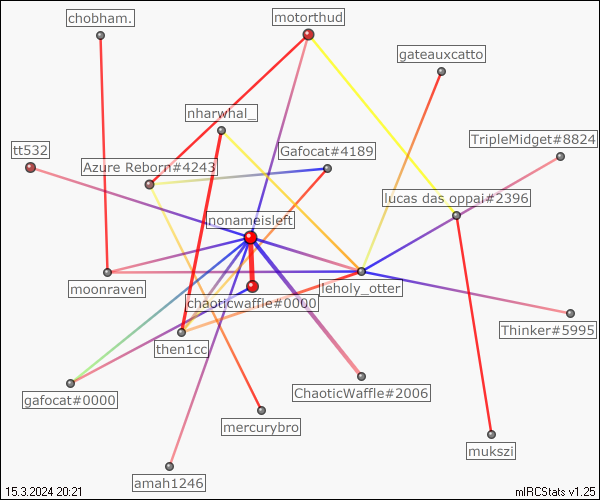 chobham.
motorthud
gateauxcatto
nharwhal_
TripleMidget#8824
tt532
Gafocat#4189
Azure Reborn#4243
lucas das oppai#2396
nonameisleft
moonraven
leholy_otter
chaoticwaffle#0000
Thinker#5995
then1cc
gafocat#0000
ChaoticWaffle#2006
mercurybro
mukszi
amah1246
15.3.2024 20:21
mIRCStats v1.25